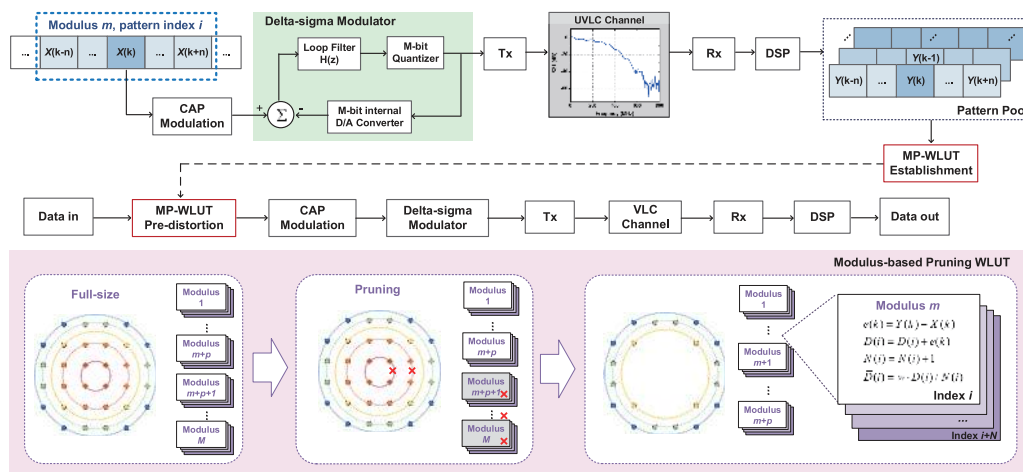 Modulus m, pattern index i
...
X(k-n)
...
X(k)
...
X(k+n)
...
CAP
Modulation
Delta-sigma Modulator
Loop Filter
H(z)
M-bit
Quantizer
+
Σ
-
M-bit internal
D/A Converter
Tx
UVLC Channel
Rx
DSP
Y(k-1)
Y(k-n)
...
Y(k)
...
Y(k+n)
Pattern Poo
MP-WLUT
Establishment
Data in
MP-WLUT
Pre-distortion
CAP
Modulation
Delta-sigma
Modulator
Tx
VLC
Channel
Rx
DSP
Data out
Modulus-based Pruning WLUT
Full-size
Modulus
1
Modulus
m+p
Modulus
m+p+1
Modulus
M
Pruning
Modulus
1
Modulus
m+p
Modulus
m+p+1
Modulus
M
Modulus
1
Modulus
m+1
Modulus
m+p
Modulus m
e(k) = Y(k) − X(k)
D(i) = D(i) + e(k)
N(i) = N(i) + 1
Index i
...
Index i+N